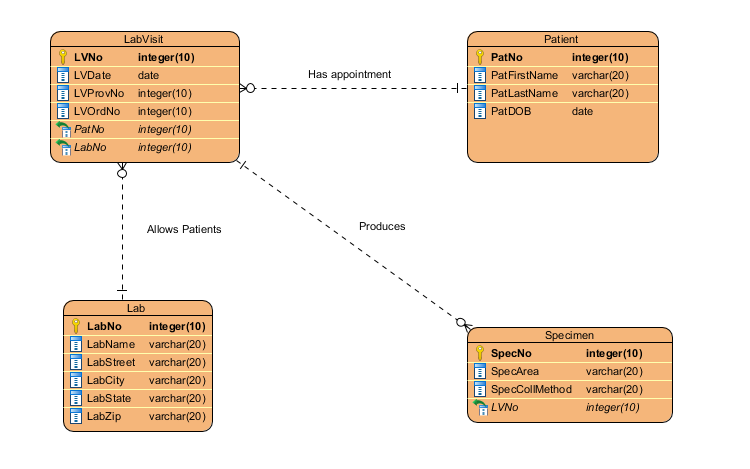 LabVisit
LVNo integer(10)
LVDate date
LVProvNo integer(10)
LVOrdNo integer(10)
PatNo integer(10)
LabNo integer(10)
Has appointment
Patient
PatNo integer(10)
PatFirstName varchar(20)
PatLastName varchar(20)
PatDOB date
Allows Patients
Produces
Lab
LabNo integer(10)
LabName varchar(20)
LabStreet varchar(20)
LabCity varchar(20)
LabState varchar(20)
LabZip varchar(20)
Specimen
SpecNo integer(10)
SpecArea varchar(20)
SpecCollMethod varchar(20)
LVNo integer(10)